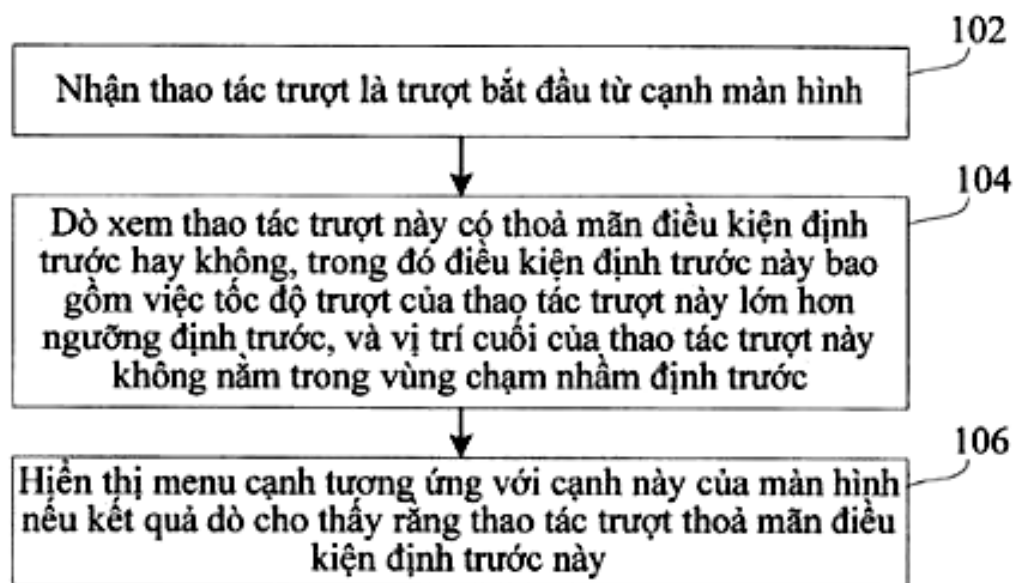 102
Nhận thao tác trượt là trượt bắt đầu từ cạnh màn hình
104
Dò xem thao tác trượt này có thoả mãn điều kiện định
trước hay không, trong đó điều kiện định trước này bao
gồm việc tốc độ trượt của thao tác trượt này lớn hơn
ngưỡng định trước, và vị trí cuối của thao tác trượt này
không nằm trong vùng chạm nhầm định trước
106
Hiển thị menu cạnh tương ứng với cạnh này của màn hình
nếu kết quả dò cho thấy rằng thao tác trượt thoả mãn điều
kiện định trước này